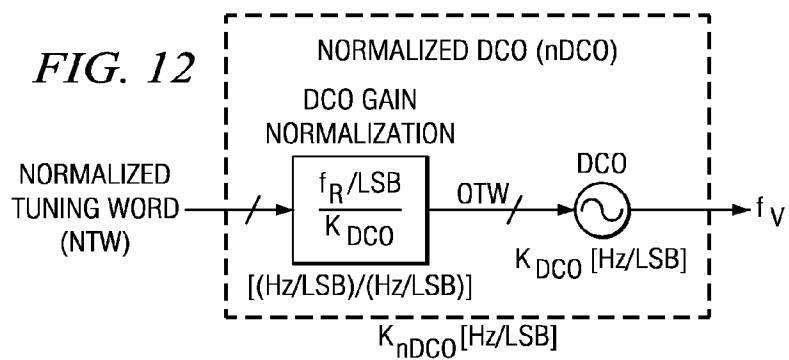 FIG. 12
NORMALIZED DCO (nDCO)
DCO GAIN
NORMALIZATION
NORMALIZED
TUNING WORD
(NTW)
f_R/LSB
K_DCO
[(Hz/LSB)/(Hz/LSB)]
OTW
DCO
K_DCO [Hz/LSB]
f_V
K_nDCO [Hz/LSB]